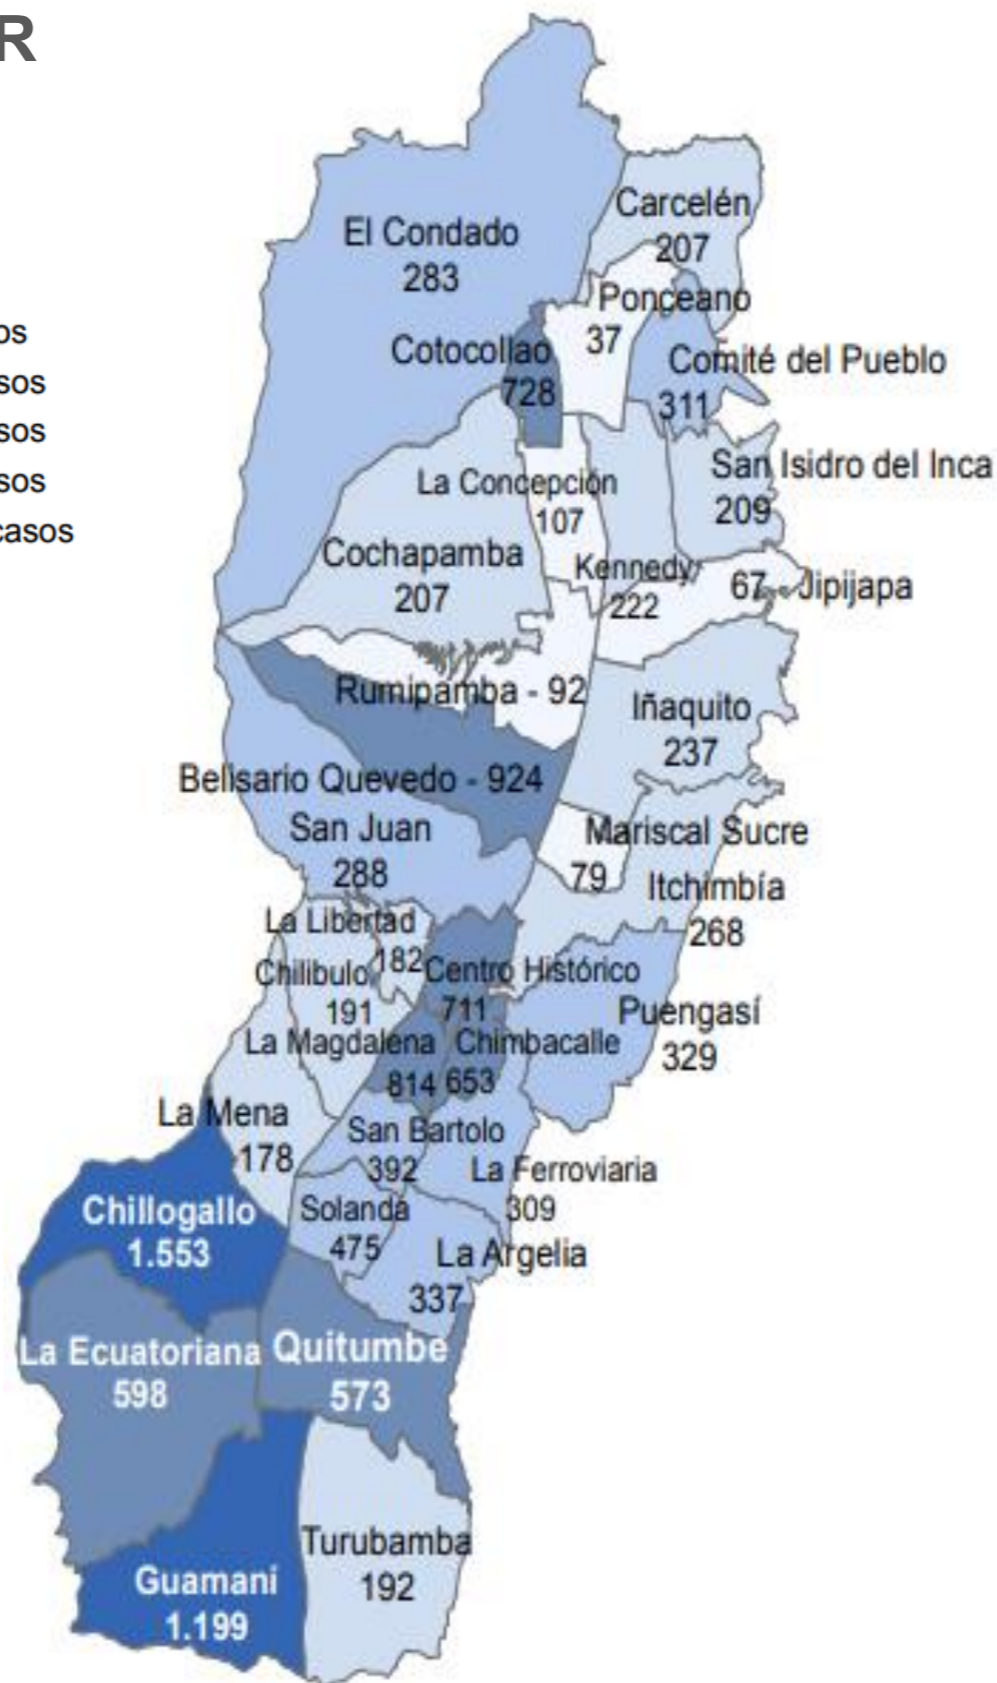 R
os
sos
sos
sos
casos
El Condado
283
Carcelén
207
Ponceano
37
Cotocollao
728
Comité del Pueblo
311
La Concepción
107
San Isidro del Inca
209
Cochapamba
207
Kennedy
222
67 - Jipijapa
Rumipamba - 92
Iñaquito
237
Belisario Quevedo - 924
San Juan
288
Mariscal Sucre
79
Itchimbía
268
La Libertad
182
Chilibulo
191
Centro Histórico
711
Puengasí
329
La Magdalena
814
Chimbacalle
653
La Mena
178
San Bartolo
392
La Ferroviaria
309
Chillogallo
1.553
Solanda
475
La Argelia
337
La Ecuatoriana
598
Quitumbe
573
Turubamba
192
Guamaní
1.199